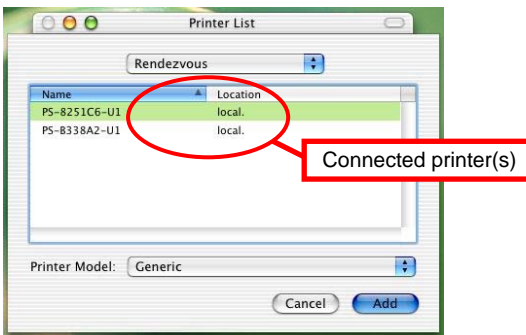 Printer List
Rendezvous
Name Location
PS-8251C6-U1 local.
PS-B338A2-U1 local.
Connected printer(s)
Printer Model: Generic
Cancel Add